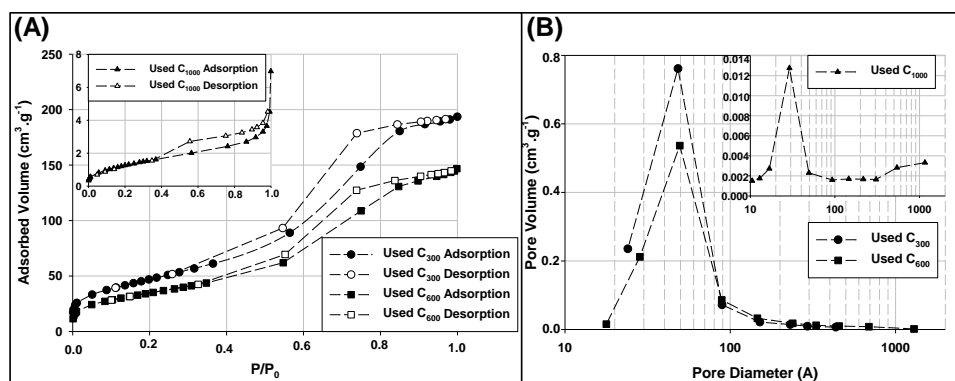 (A)
Adsorbed Volume (cm³.g⁻¹)
250
200
150
100
50
0
0.0 0.2 0.4 0.6 0.8 1.0
P/P₀
8
6
4
2
0
0.0 0.2 0.4 0.6 0.8 1.0
Used C₁₀₀₀ Adsorption
Used C₁₀₀₀ Desorption
Used C₃₀₀ Adsorption
Used C₃₀₀ Desorption
Used C₆₀₀ Adsorption
Used C₆₀₀ Desorption
(B)
Pore Volume (cm³.g⁻¹)
0.8
0.6
0.4
0.2
0.0
10 100 1000
Pore Diameter (A)
0.014
0.012
0.010
0.008
0.006
0.004
0.002
0.000
10 100 1000
Used C₁₀₀₀
Used C₃₀₀
Used C₆₀₀